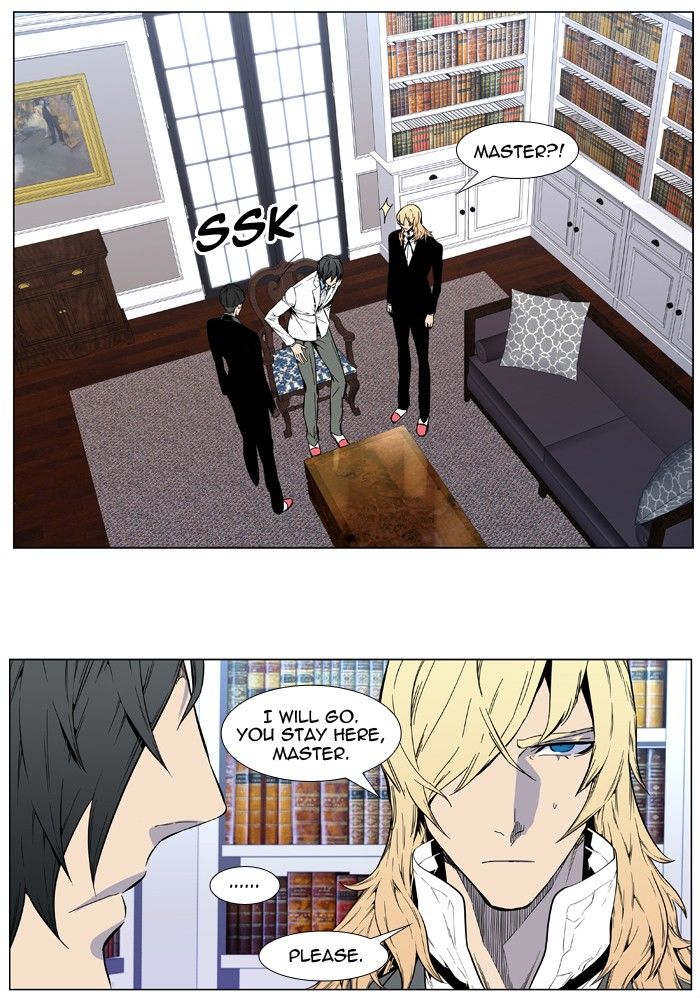 MASTER?!
SSK
I WILL GO.
YOU STAY HERE,
MASTER.
......
PLEASE.